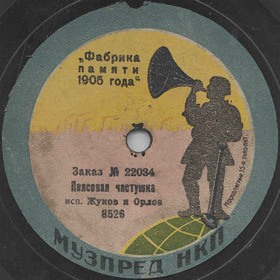 „Фабрика
памяти
1905 года"
Заказ № 22034
Плясовая частушка
исп. Жуков и Орлов
8526
МУЗПРЕД НКП